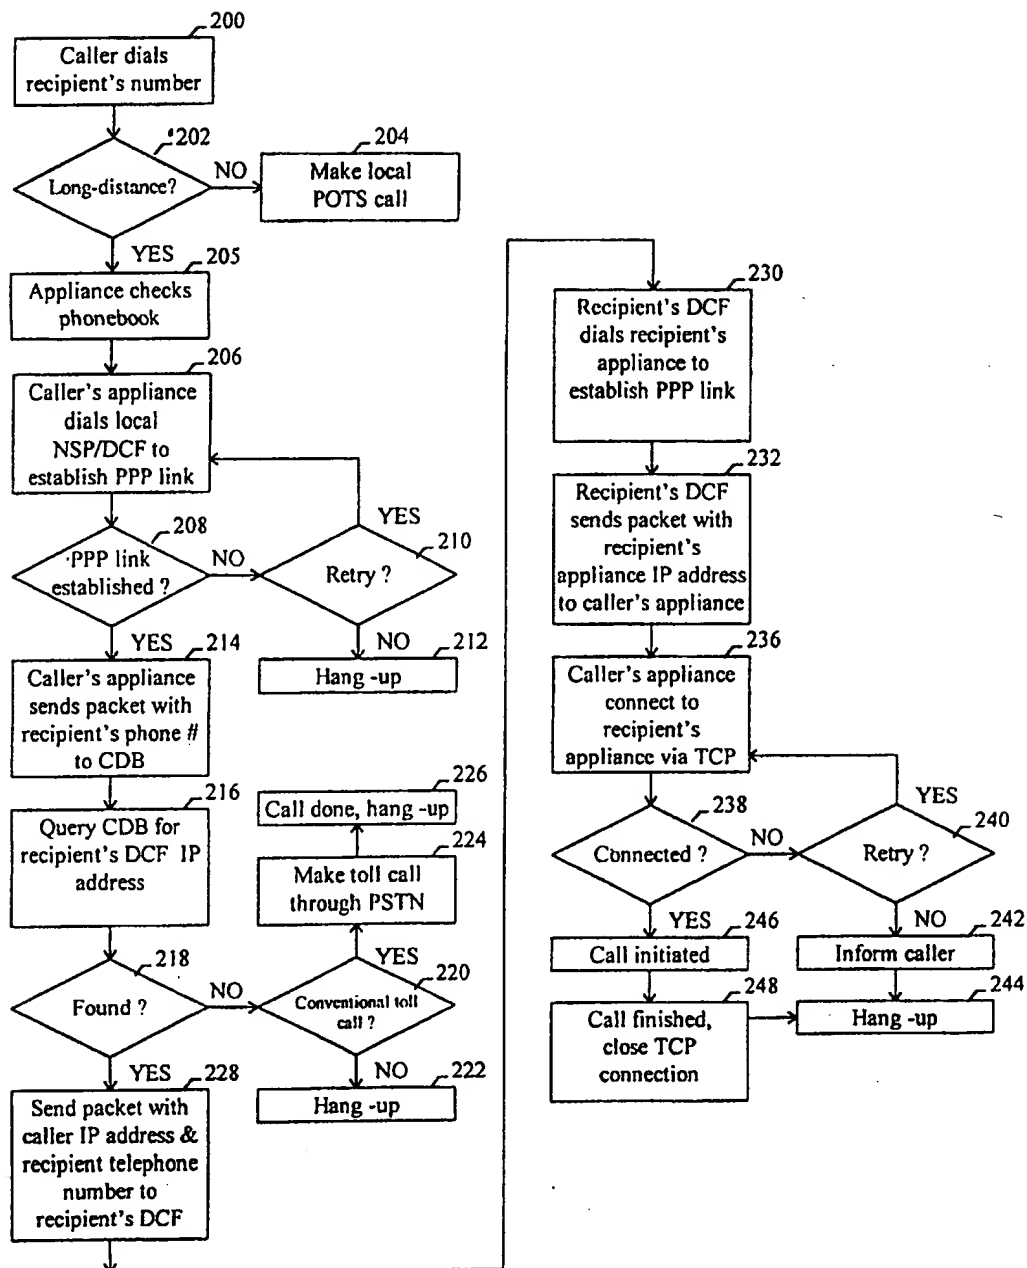 200
Caller dials
recipient's number
202
Long-distance?
NO
204
Make local
POTS call
YES
205
Appliance checks
phonebook
206
Caller's appliance
dials local
NSP/DCF to
establish PPP link
208
PPP link
established ?
NO
YES
210
Retry ?
NO
212
Hang -up
YES
214
Caller's appliance
sends packet with
recipient's phone #
to CDB
216
Query CDB for
recipient's DCF IP
address
218
Found ?
NO
220
Conventional toll
call ?
YES
224
Make toll call
through PSTN
226
Call done, hang -up
NO
222
Hang -up
YES
228
Send packet with
caller IP address &
recipient telephone
number to
recipient's DCF
230
Recipient's DCF
dials recipient's
appliance to
establish PPP link
232
Recipient's DCF
sends packet with
recipient's
appliance IP address
to caller's appliance
236
Caller's appliance
connect to
recipient's
appliance via TCP
238
Connected ?
NO
YES
240
Retry ?
NO
242
Inform caller
244
Hang -up
YES
246
Call initiated
248
Call finished,
close TCP
connection